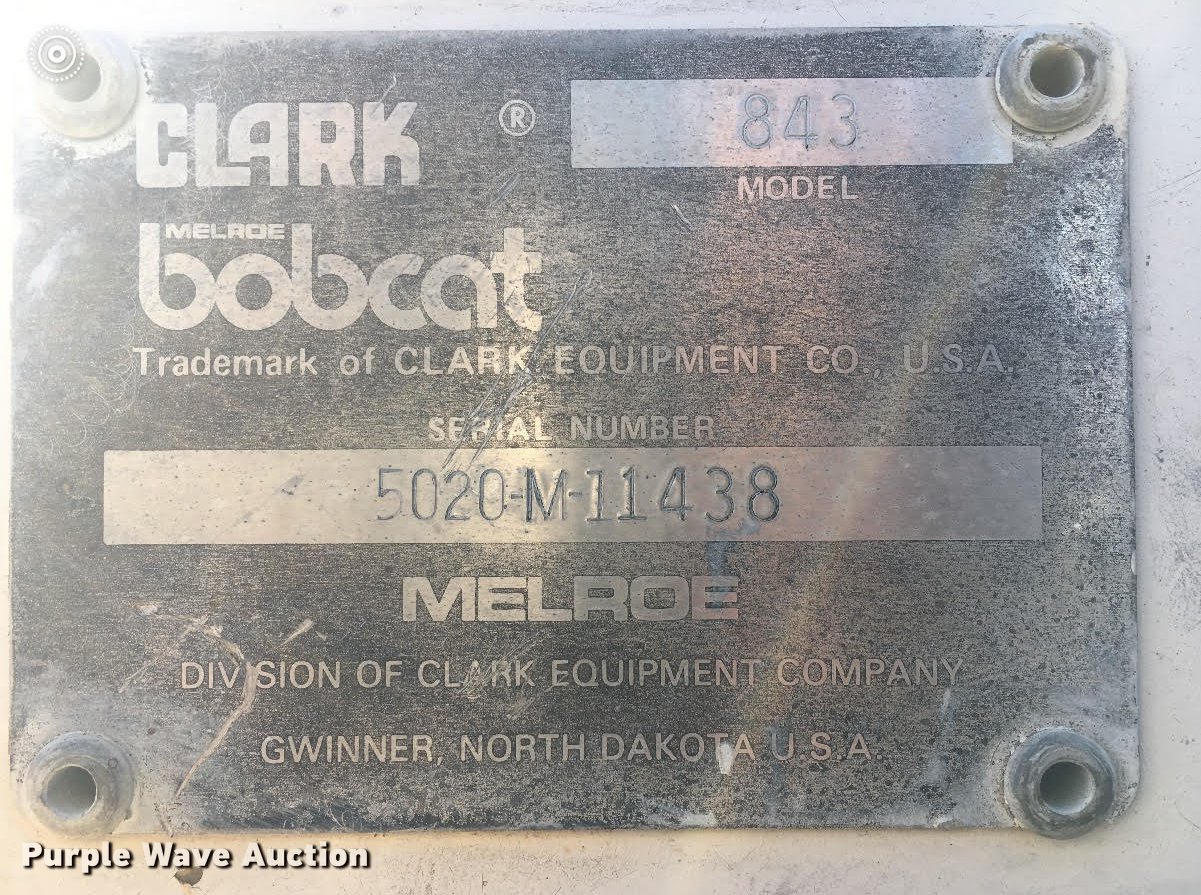 CLARK ® 843
MODEL
MELROE
bobcat
Trademark of CLARK EQUIPMENT CO., U.S.A.
SERIAL NUMBER
5020-M-11438
MELROE
DIVISION OF CLARK EQUIPMENT COMPANY
GWINNER, NORTH DAKOTA U.S.A.
Purple Wave Auction